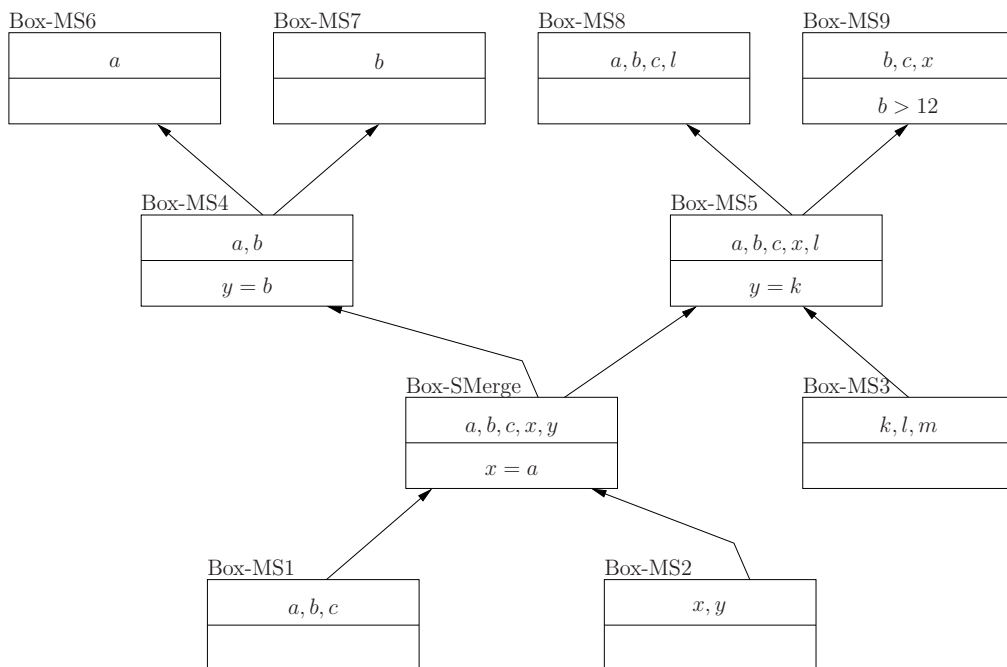 Box-MS6
Box-MS7
Box-MS8
Box-MS9
a
b
a, b, c, l
b, c, x
b > 12
Box-MS4
Box-MS5
a, b
a, b, c, x, l
y = b
y = k
Box-SMerge
Box-MS3
a, b, c, x, y
k, l, m
x = a
Box-MS1
Box-MS2
a, b, c
x, y